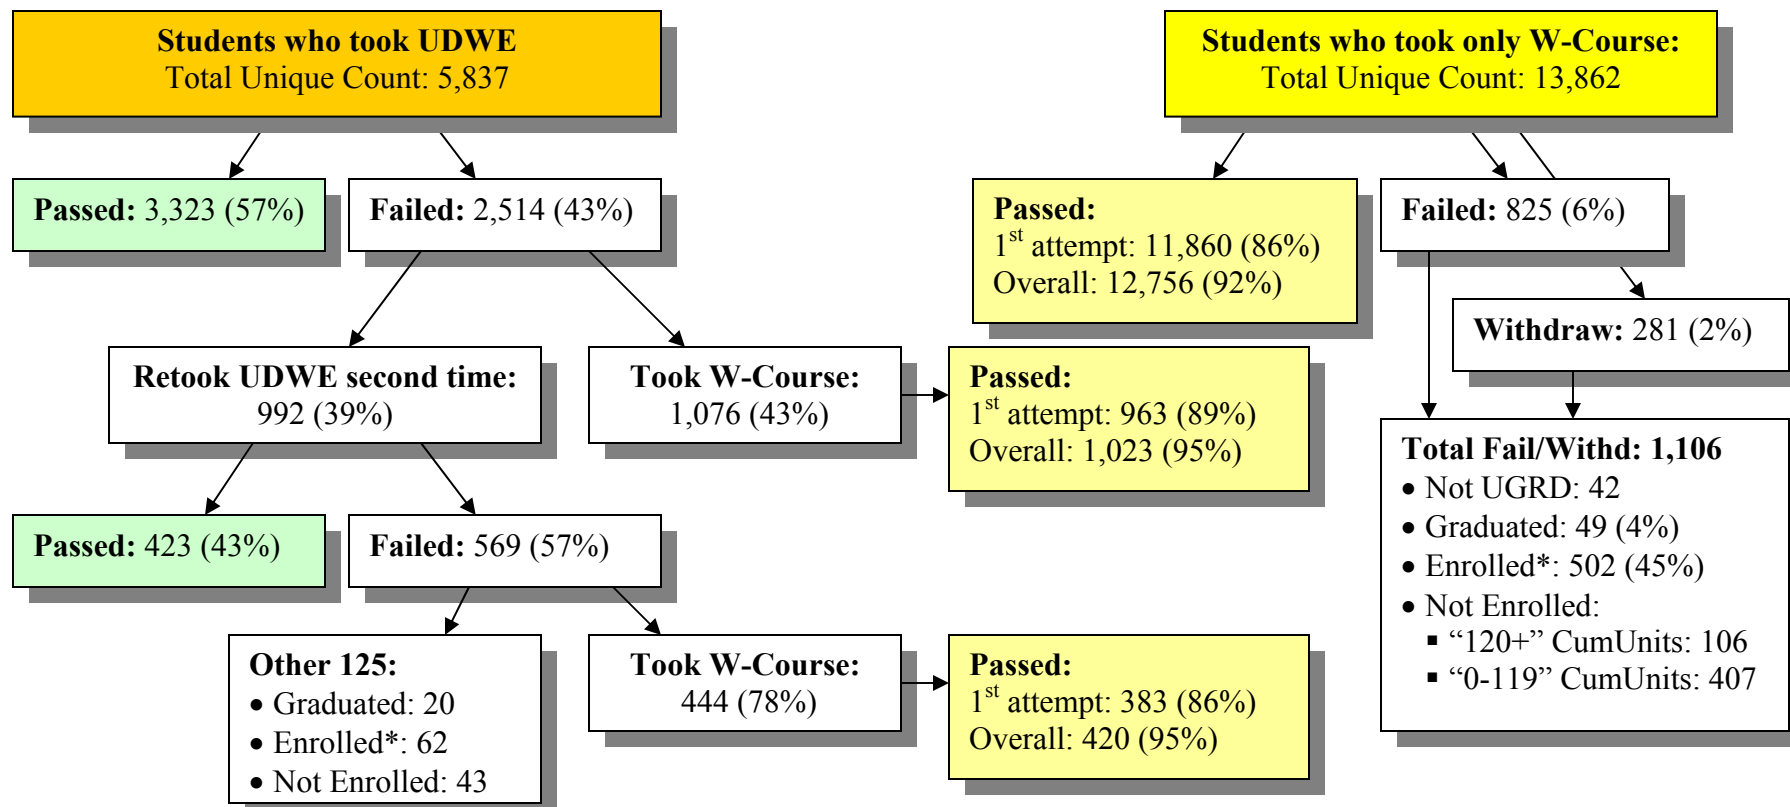 Students who took UDWE
Total Unique Count: 5,837
Students who took only W-Course:
Total Unique Count: 13,862
Passed: 3,323 (57%)
Failed: 2,514 (43%)
Passed:
1st attempt: 11,860 (86%)
Overall: 12,756 (92%)
Failed: 825 (6%)
Withdraw: 281 (2%)
Retook UDWE second time:
992 (39%)
Took W-Course:
1,076 (43%)
Passed:
1st attempt: 963 (89%)
Overall: 1,023 (95%)
Total Fail/Withd: 1,106
• Not UGRD: 42
• Graduated: 49 (4%)
• Enrolled*: 502 (45%)
• Not Enrolled:
▪ “120+” CumUnits: 106
▪ “0-119” CumUnits: 407
Passed: 423 (43%)
Failed: 569 (57%)
Other 125:
• Graduated: 20
• Enrolled*: 62
• Not Enrolled: 43
Took W-Course:
444 (78%)
Passed:
1st attempt: 383 (86%)
Overall: 420 (95%)